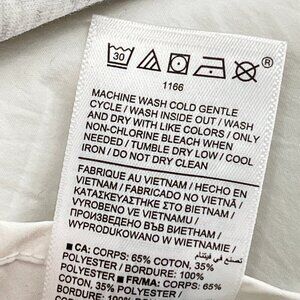 30
®
1166
MACHINE WASH COLD GENTLE
CYCLE / WASH INSIDE OUT / WASH
AND DRY WITH LIKE COLORS / ONLY
NON-CHLORINE BLEACH WHEN
NEEDED / TUMBLE DRY LOW / COOL
IRON / DO NOT DRY CLEAN
FABRIQUE AU VIETNAM / HECHO EN
VIETNAM / FABRICADO NO VIETNÃ
ΚΑΤΑΣΚΕΥΑΣΤΗΚΕ ΣΤΟ ΒΙΕΤΝΑΜ /
VYROBENO VE VIETNAMU /
ПРОИЗВЕДЕНО ВЪВ ВИЕТНАМ /
WYPRODUKOWANO W WIETNAMIE /
صنع في فيتنام
CA: CORPS: 65% COTON, 35%
POLYESTER / BORDURE: 100%
POLYESTER FR/MA: CORPS: 65%
COTON, 35% POLYESTER /
BORDURE: 100%